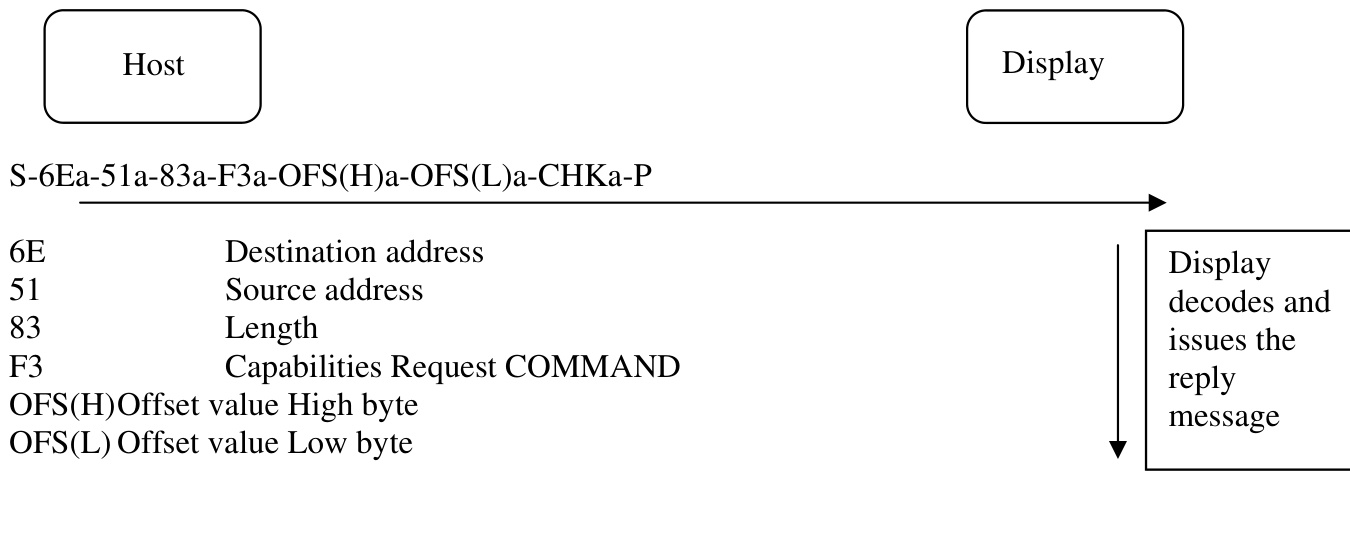 Host
Display
S-6Ea-51a-83a-F3a-OFS(H)a-OFS(L)a-CHKa-P
6E Destination address
51 Source address
83 Length
F3 Capabilities Request COMMAND
OFS(H)Offset value High byte
OFS(L) Offset value Low byte
Display
decodes and
issues the
reply
message